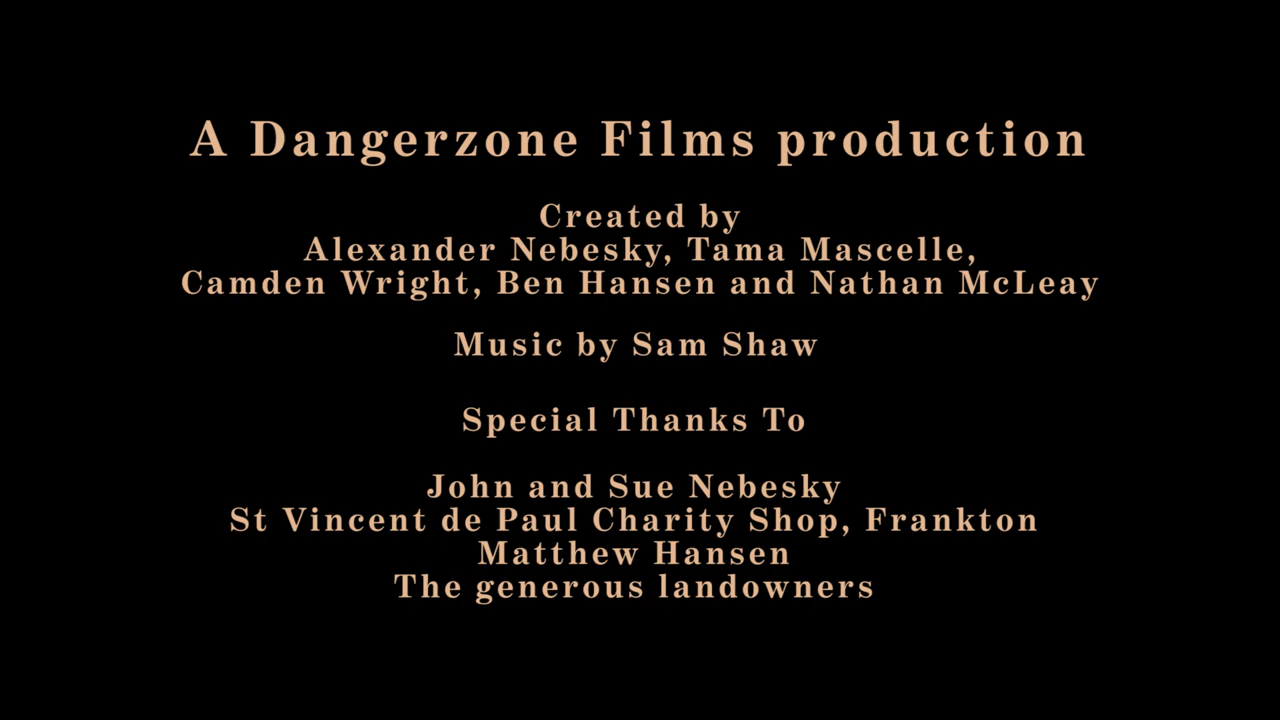 A Dangerzone Films production
Created by
Alexander Nebesky, Tama Mascelle,
Camden Wright, Ben Hansen and Nathan McLeay
Music by Sam Shaw
Special Thanks To
John and Sue Nebesky
St Vincent de Paul Charity Shop, Frankton
Matthew Hansen
The generous landowners